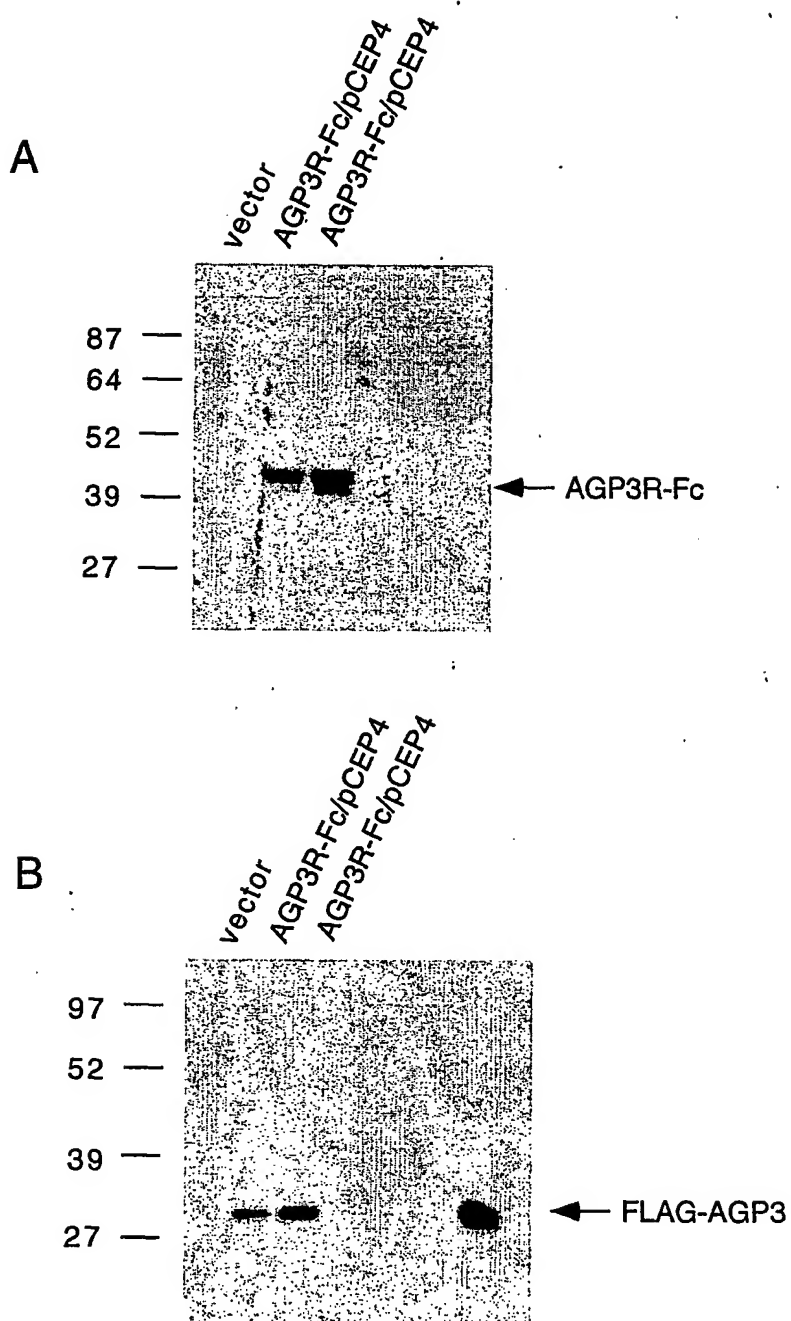 A
vector
AGP3R-Fc/pCEP4
AGP3R-Fc/pCEP4
87
64
52
39
27
AGP3R-Fc
B
vector
AGP3R-Fc/pCEP4
AGP3R-Fc/pCEP4
97
52
39
27
FLAG-AGP3